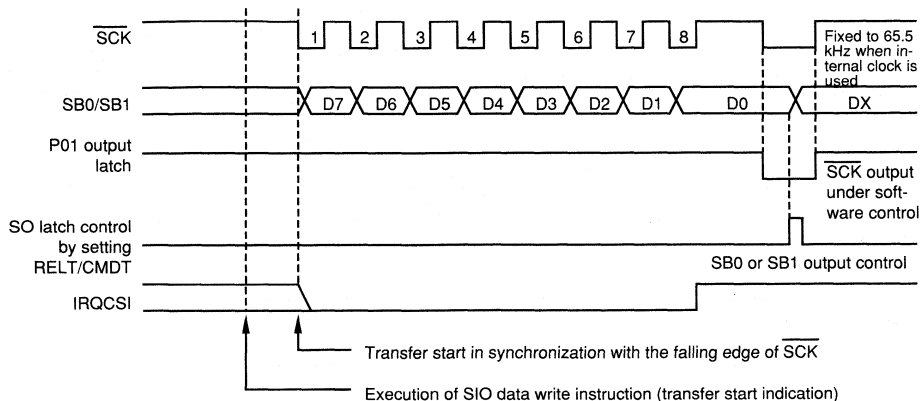 SCK
1 2 3 4 5 6 7 8
Fixed to 65.5
kHz when in-
ternal clock is
used
SB0/SB1
D7 D6 D5 D4 D3 D2 D1 D0 DX
P01 output
latch
SCK output
under soft-
ware control
SO latch control
by setting
RELT/CMDT
SB0 or SB1 output control
IRQCSI
Transfer start in synchronization with the falling edge of SCK
Execution of SIO data write instruction (transfer start indication)